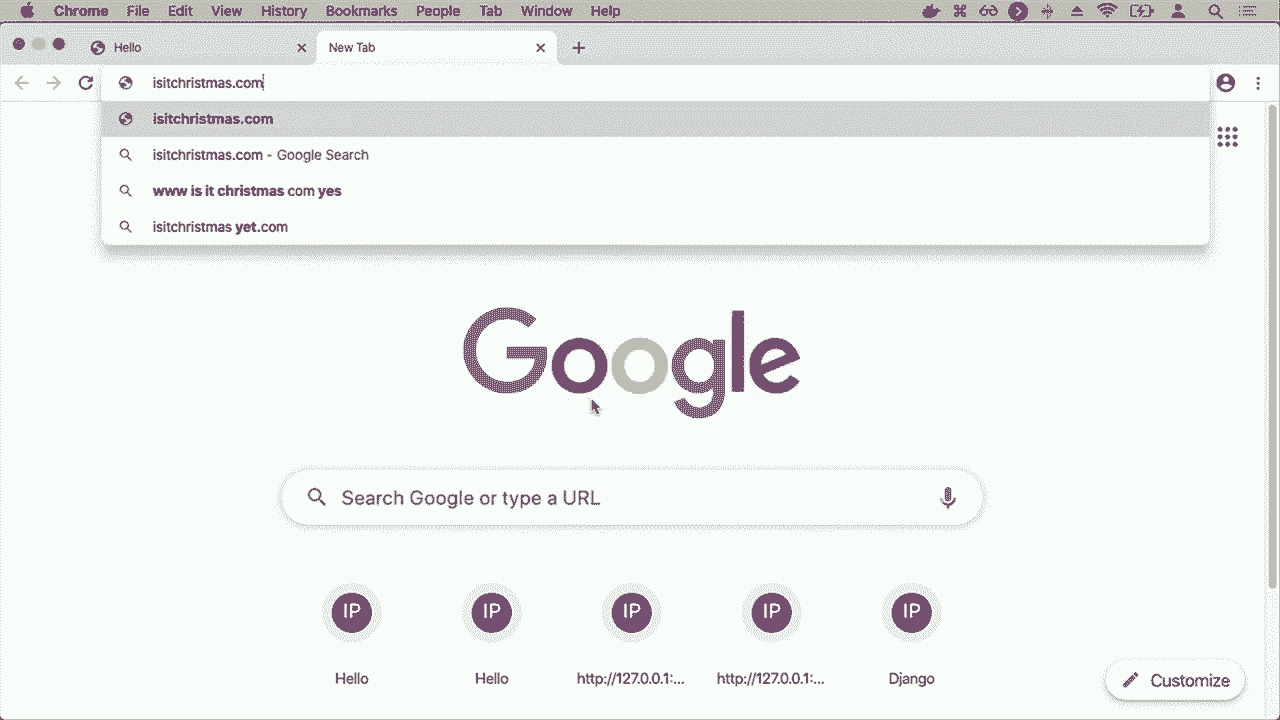 Chrome File Edit View History Bookmarks People Tab Window Help
Hello New Tab
isitchristmas.com
isitchristmas.com
isitchristmas.com - Google Search
www is it christmas com yes
isitchristmas yet.com
Google
Search Google or type a URL
IP IP IP IP IP
Hello Hello http://127.0.0.1:... http://127.0.0.1:... Django
Customize